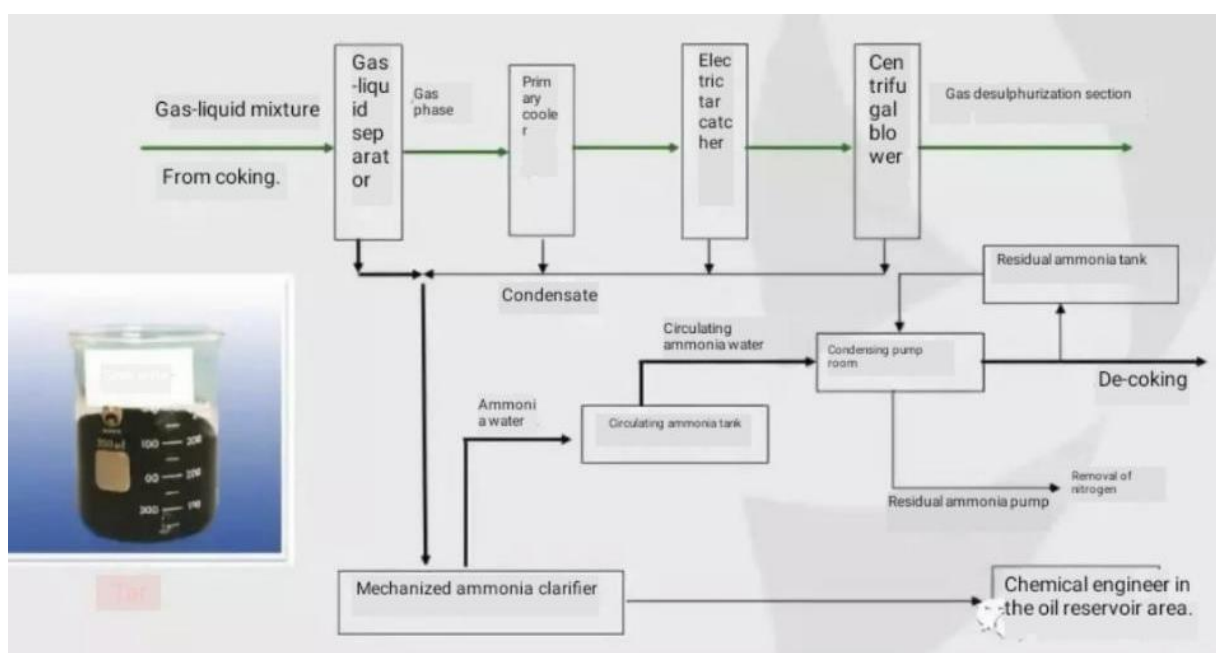 Gas
-liqu
id
sep
arat
or
Gas
phase
Prim
ary
coole
r
Elec
tric
tar
catc
her
Cen
trifu
gal
blo
wer
Gas-liquid mixture
From coking.
Gas desulphurization section
Condensate
Residual ammonia tank
Circulating
ammonia water
Condensing pump
room
De-coking
Ammoni
a water
Circulating ammonia tank
Residual ammonia pump
Removal of
nitrogen
Mechanized ammonia clarifier
Chemical engineer in
the oil reservoir area.
Tar
100
200